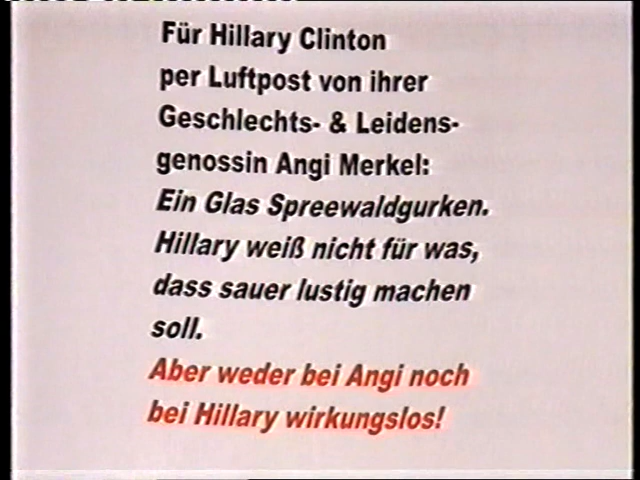 Für Hillary Clinton
per Luftpost von ihrer
Geschlechts- & Leidens-
genossin Angi Merkel:
Ein Glas Spreewaldgurken.
Hillary weiß nicht für was,
dass sauer lustig machen
soll.
Aber weder bei Angi noch
bei Hillary wirkungslos!